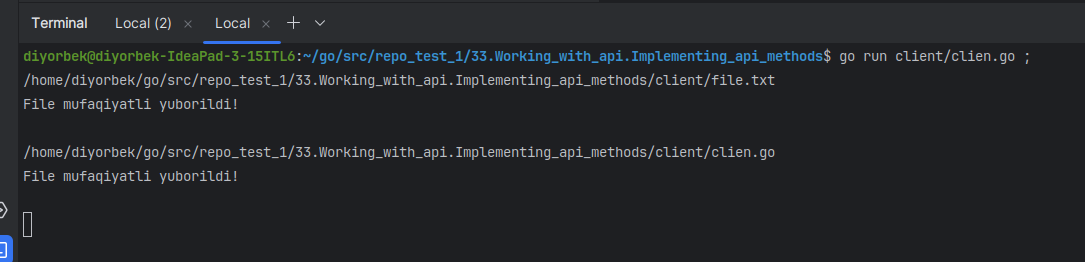 Terminal Local (2) × Local ×
diyorbek@diyorbek-IdeaPad-3-15ITL6:~/go/src/repo_test_1/33.Working_with_api.Implementing_api_methods$ go run client/clien.go ;
/home/diyorbek/go/src/repo_test_1/33.Working_with_api.Implementing_api_methods/client/file.txt
File mufaqiyatli yuborildi!
/home/diyorbek/go/src/repo_test_1/33.Working_with_api.Implementing_api_methods/client/clien.go
File mufaqiyatli yuborildi!